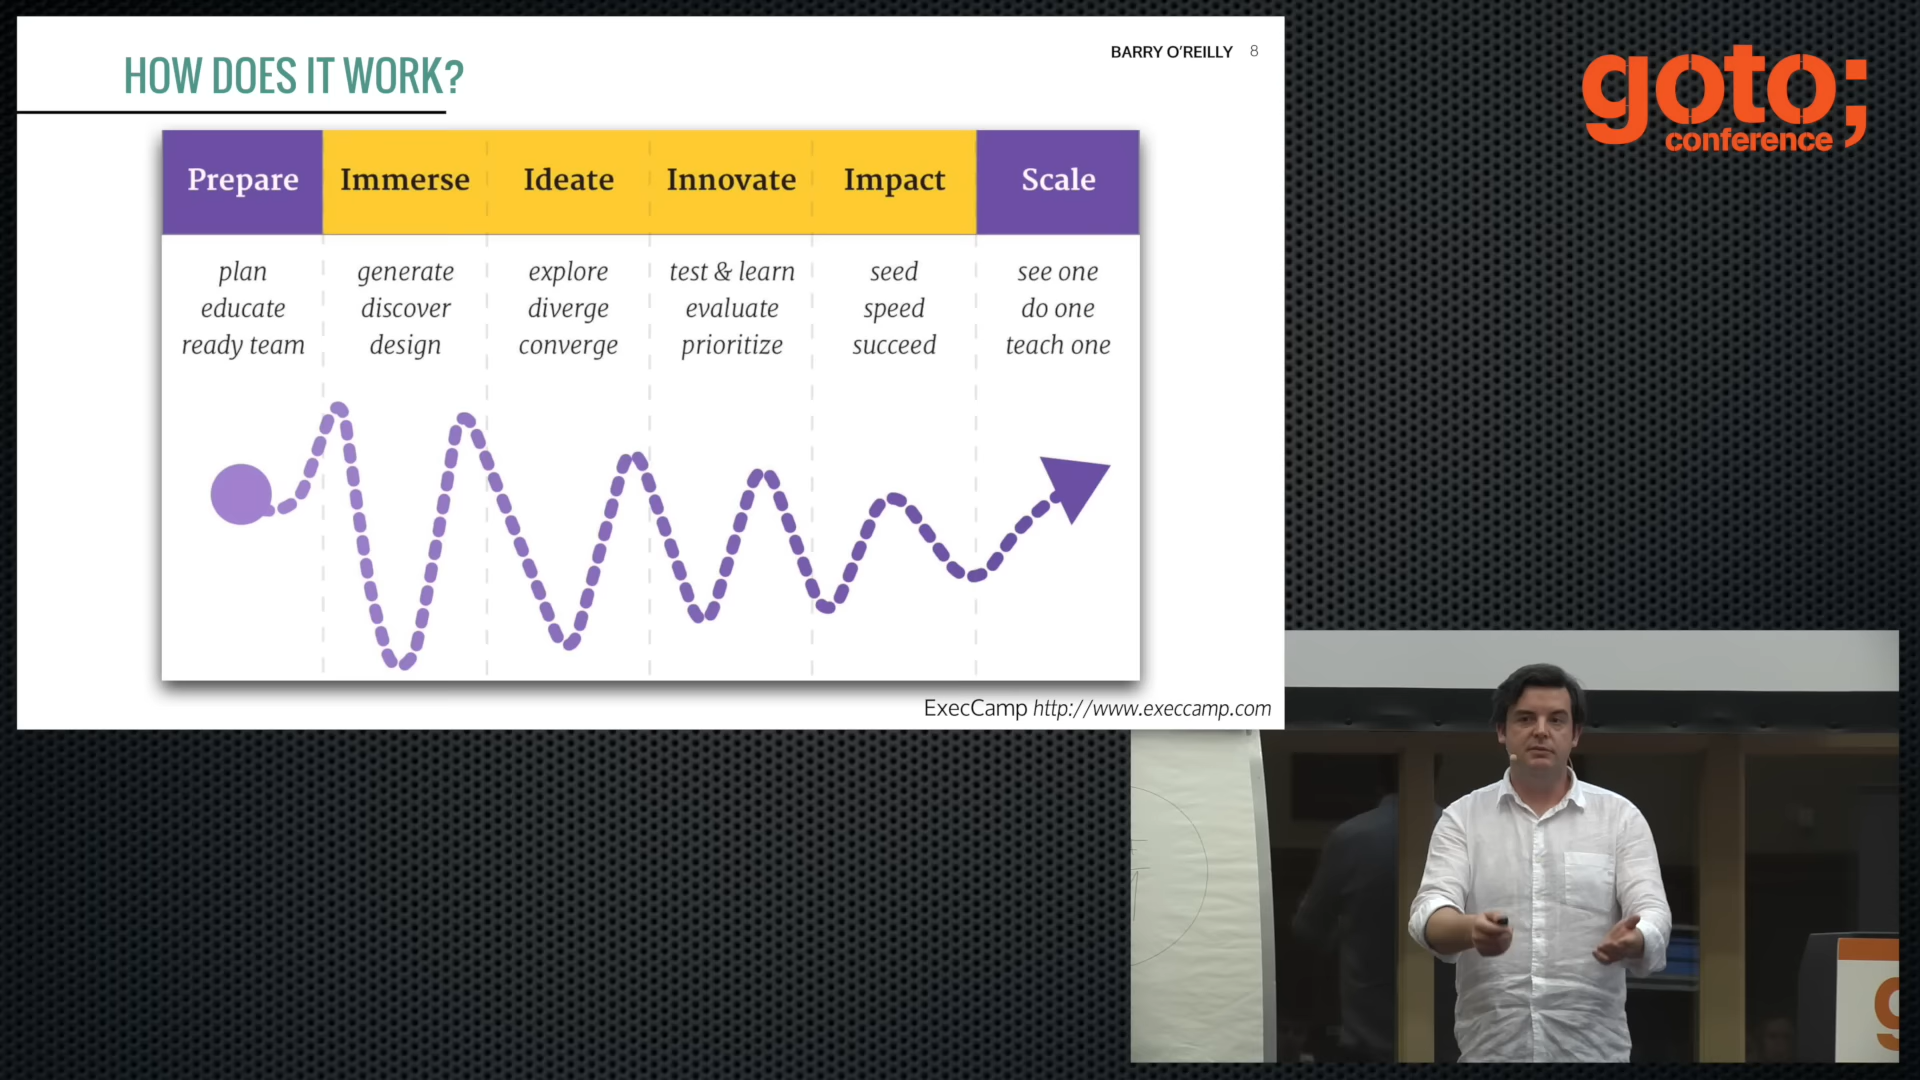 HOW DOES IT WORK?
BARRY O'REILLY 8
goto;
conference
Prepare Immerse Ideate Innovate Impact Scale
plan generate explore test & learn seed see one
educate discover diverge evaluate speed do one
ready team design converge prioritize succeed teach one
ExecCamp http://www.execcamp.com
g